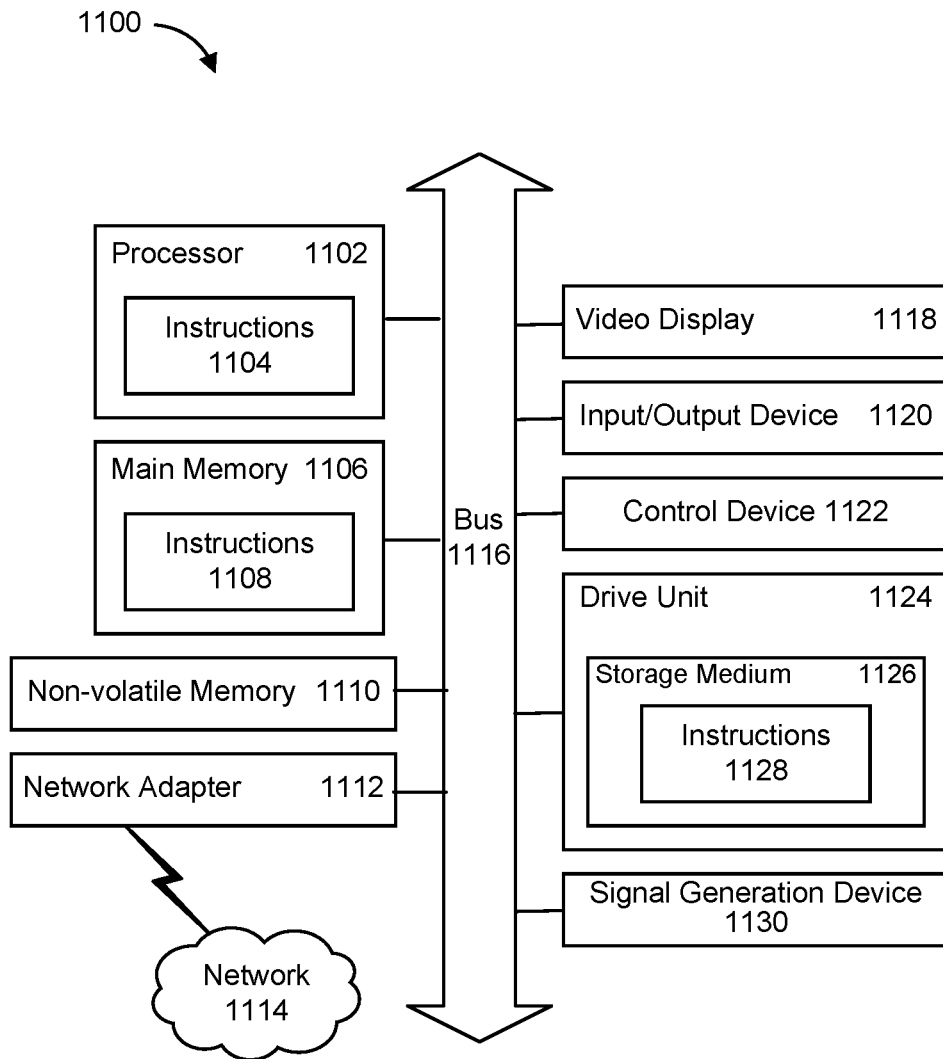 1100
Processor 1102
Instructions
1104
Main Memory 1106
Instructions
1108
Non-volatile Memory 1110
Network Adapter 1112
Network
1114
Bus
1116
Video Display 1118
Input/Output Device 1120
Control Device 1122
Drive Unit 1124
Storage Medium 1126
Instructions
1128
Signal Generation Device
1130